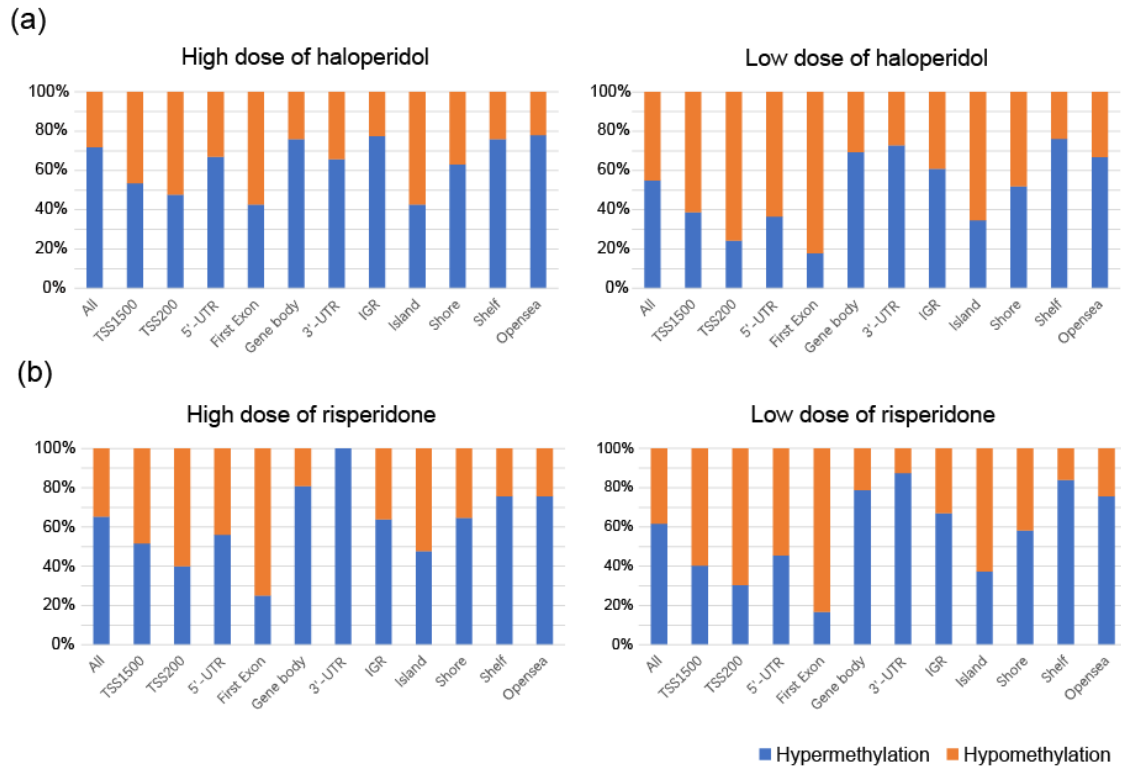 (a)
High dose of haloperidol
100%
80%
60%
40%
20%
0%
All
TSS1500
TSS200
5'-UTR
First Exon
Gene body
3'-UTR
IGR
Island
Shore
Shelf
Opensea
Low dose of haloperidol
100%
80%
60%
40%
20%
0%
All
TSS1500
TSS200
5'-UTR
First Exon
Gene body
3'-UTR
IGR
Island
Shore
Shelf
Opensea
(b)
High dose of risperidone
100%
80%
60%
40%
20%
0%
All
TSS1500
TSS200
5'-UTR
First Exon
Gene body
3'-UTR
IGR
Island
Shore
Shelf
Opensea
Low dose of risperidone
100%
80%
60%
40%
20%
0%
All
TSS1500
TSS200
5'-UTR
First Exon
Gene body
3'-UTR
IGR
Island
Shore
Shelf
Opensea
Hypermethylation Hypomethylation